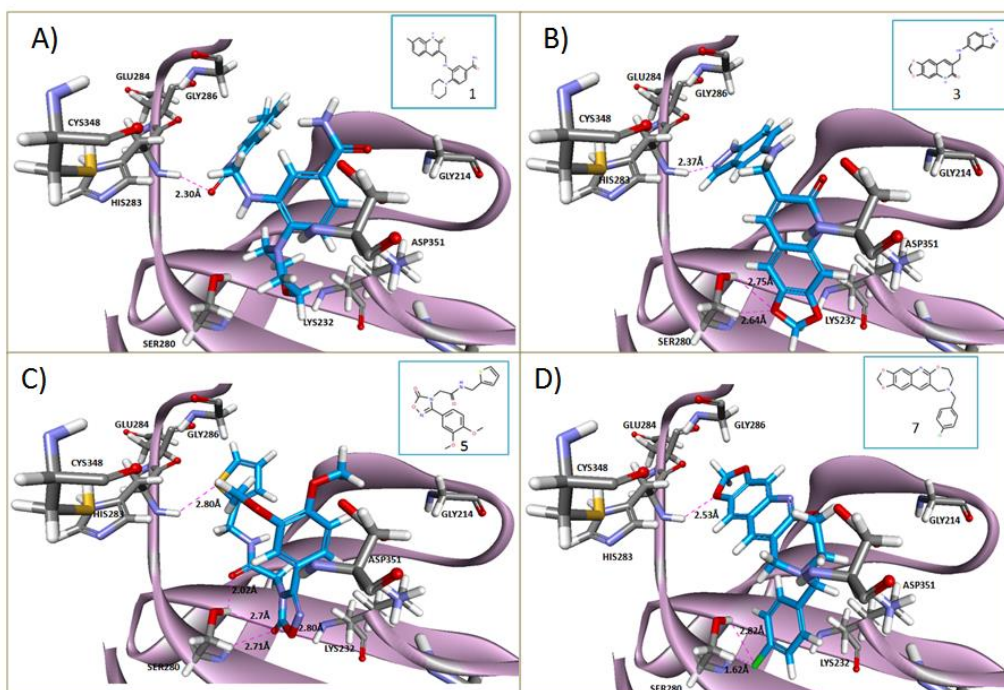 A)
1
GLU284
GLY286
CYS348
HIS283
2.30Å
GLY214
ASP351
LYS232
SER280
B)
3
GLU284
GLY286
CYS348
HIS283
2.37Å
GLY214
ASP351
2.75Å
2.64Å
LYS232
SER280
C)
5
GLU284
GLY286
CYS348
HIS283
2.80Å
GLY214
ASP351
2.02Å
2.7Å
2.80Å
2.71Å
LYS232
SER280
D)
7
GLU284
GLY286
CYS348
HIS283
2.53Å
GLY214
ASP351
2.82Å
1.62Å
LYS232
SER280